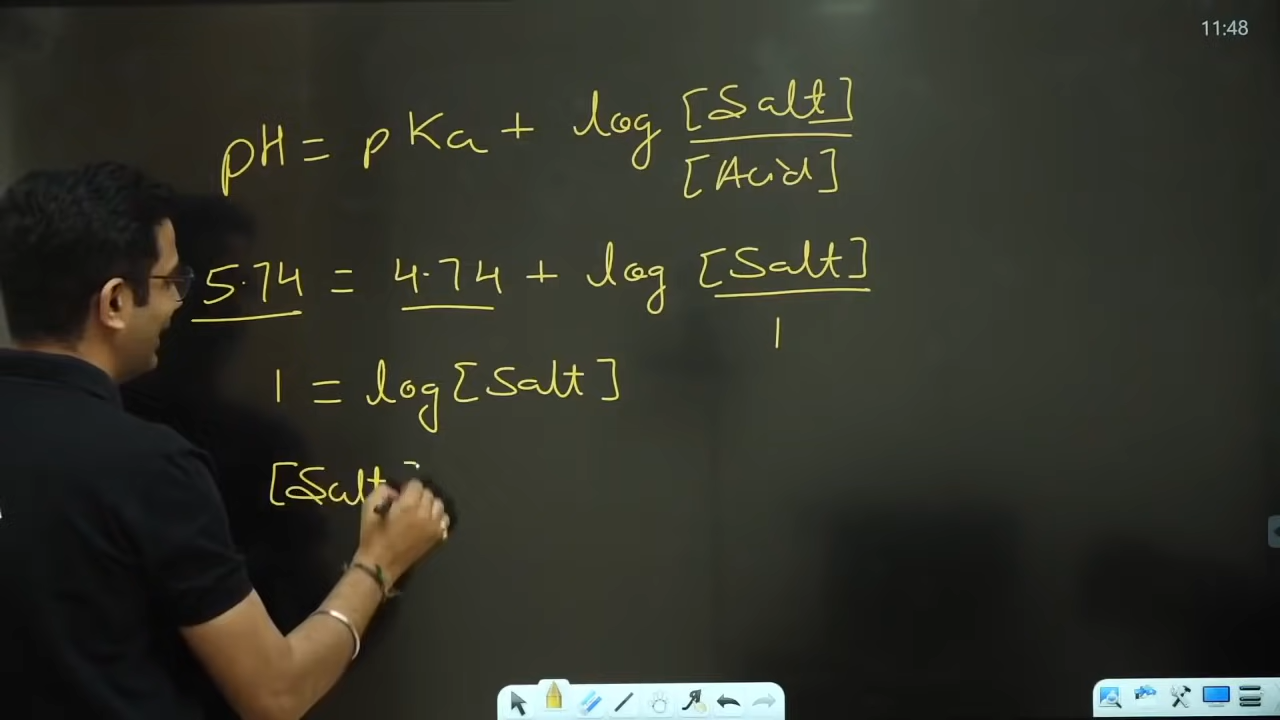 11:48
pH = pKa + log [Salt]
[Acid]
5.74 = 4.74 + log [Salt]
1
1 = log [Salt]
[Salt]